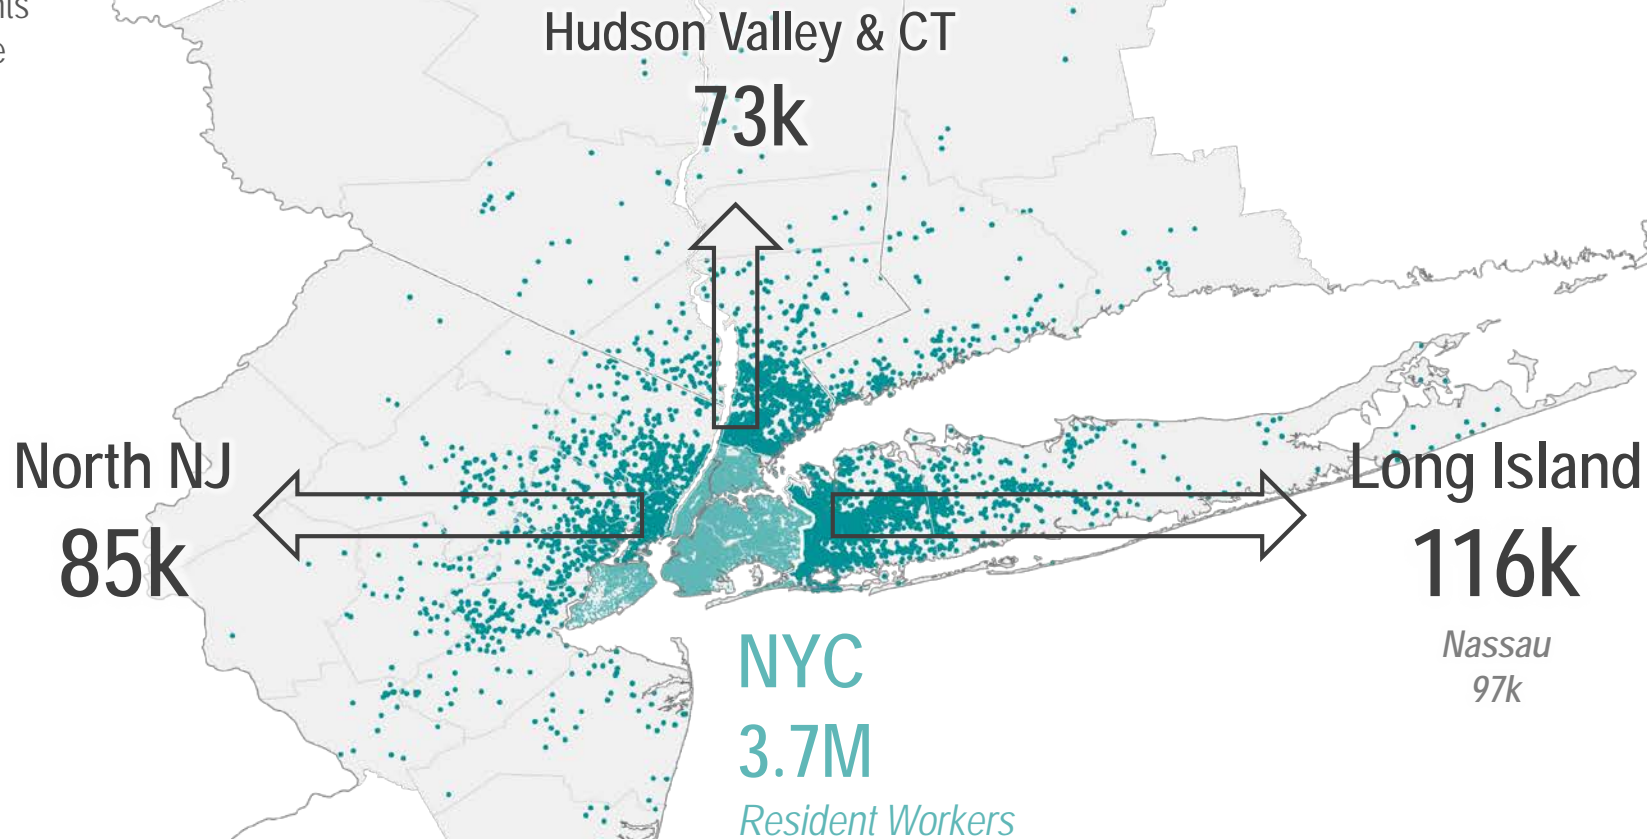 Hudson Valley & CT
73k
North NJ
85k
Long Island
116k
Nassau
97k
NYC
3.7M
Resident Workers